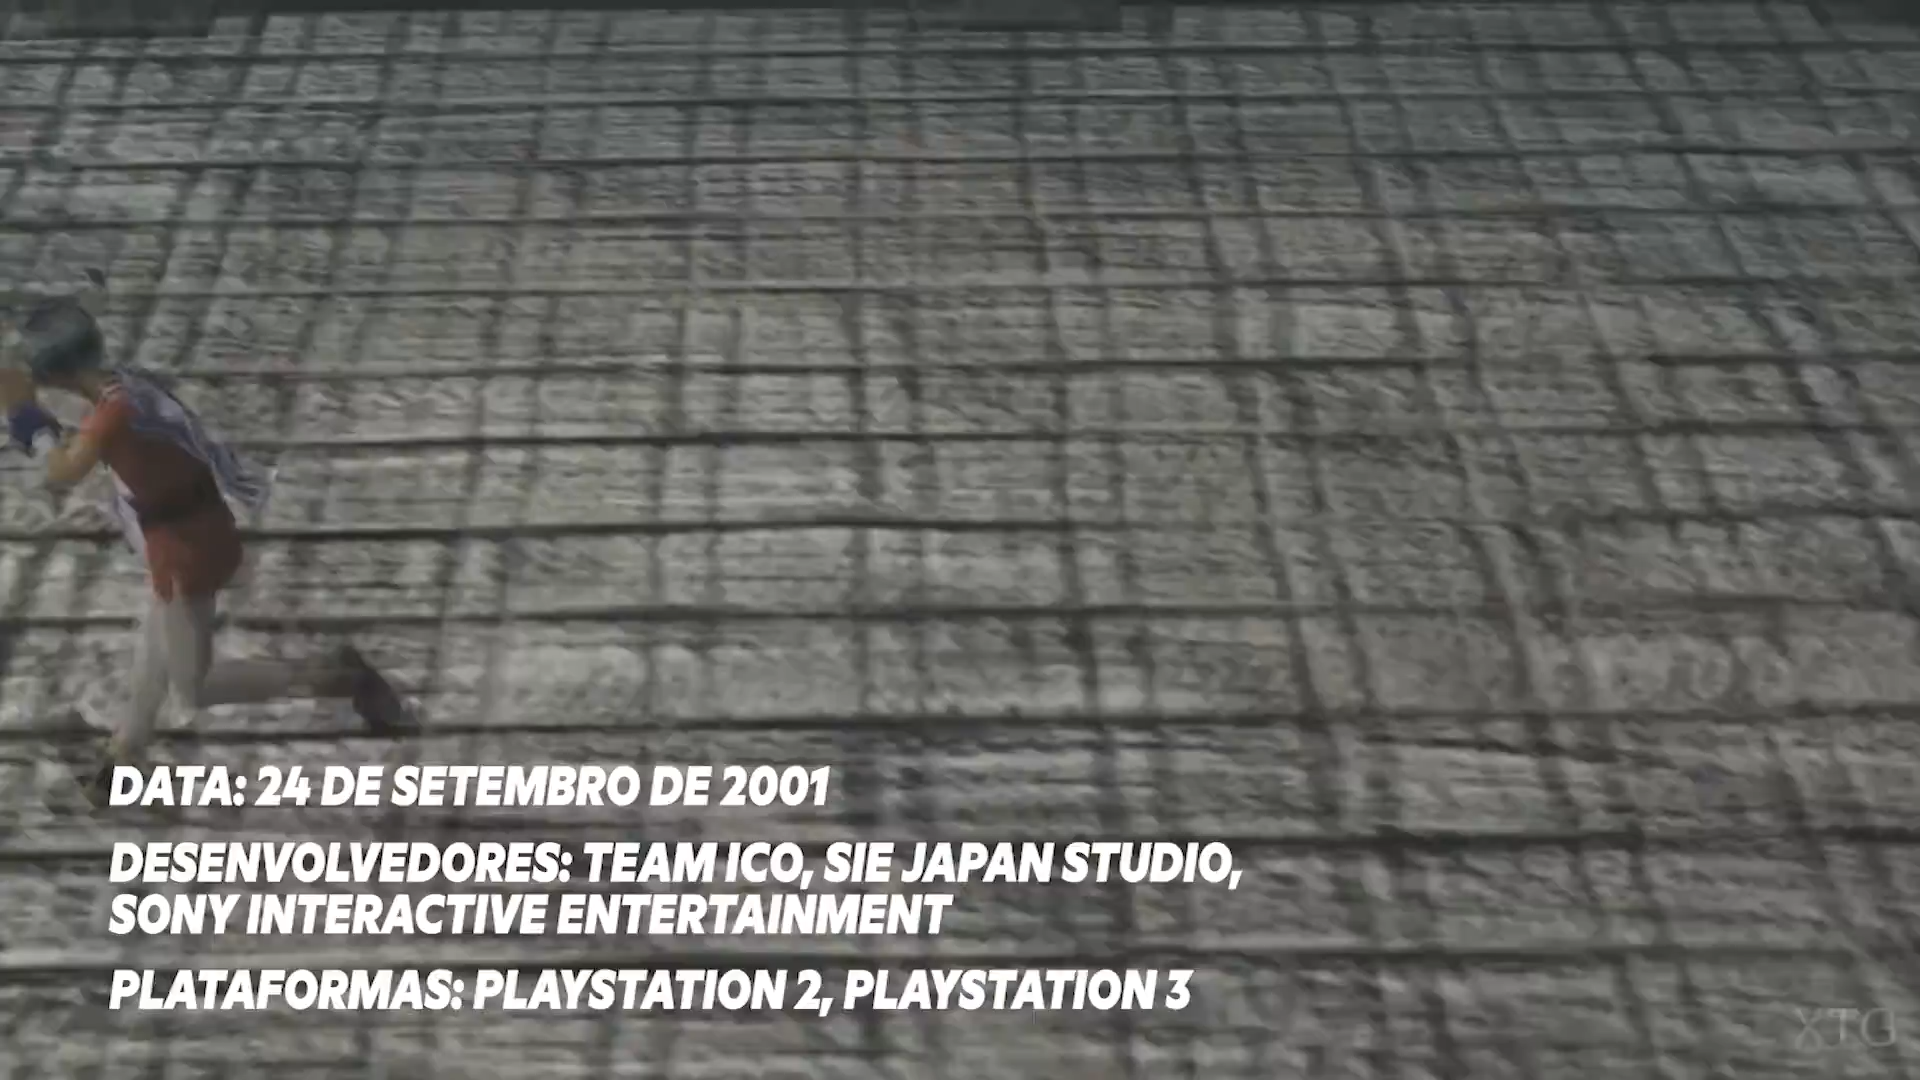 DATA: 24 DE SETEMBRO DE 2001
DESENVOLVEDORES: TEAM ICO, SIE JAPAN STUDIO,
SONY INTERACTIVE ENTERTAINMENT
PLATAFORMAS: PLAYSTATION 2, PLAYSTATION 3
XTG